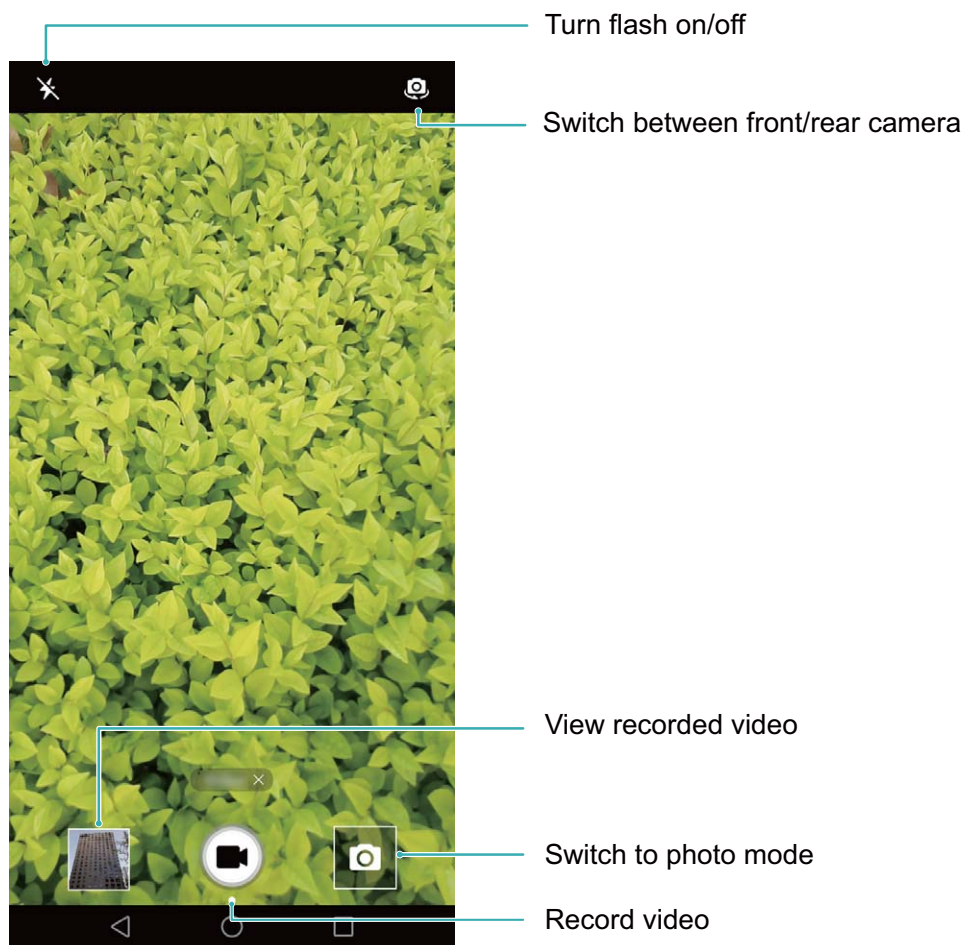 Turn flash on/off
Switch between front/rear camera
View recorded video
Switch to photo mode
Record video